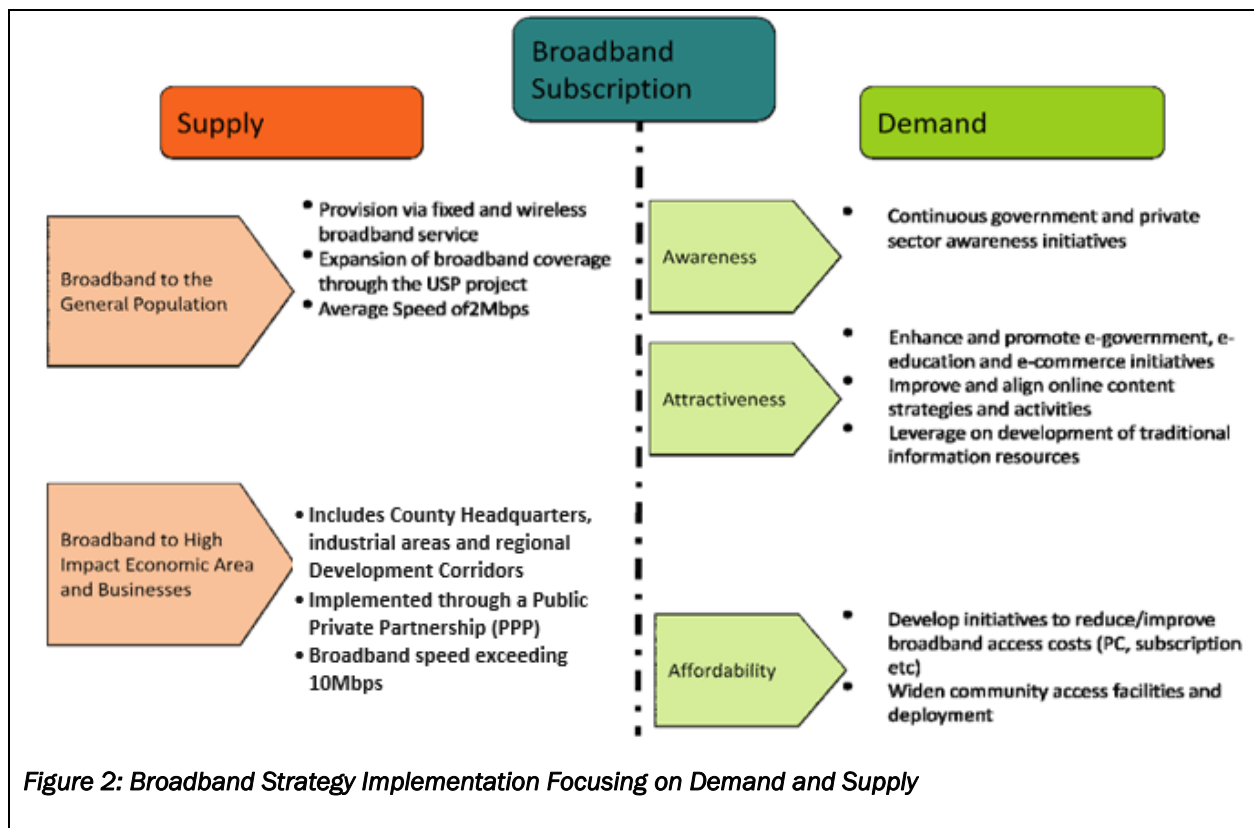 Broadband
Subscription
Supply
Demand
Broadband to the
General Population
• Provision via fixed and wireless
broadband service
• Expansion of broadband coverage
through the USP project
• Average Speed of2Mbps
Broadband to High
Impact Economic Area
and Businesses
• Includes County Headquarters,
industrial areas and regional
Development Corridors
• Implemented through a Public
Private Partnership (PPP)
• Broadband speed exceeding
10Mbps
Awareness
• Continuous government and private
sector awareness initiatives
Attractiveness
• Enhance and promote e-government, e-
education and e-commerce initiatives
• Improve and align online content
strategies and activities
• Leverage on development of traditional
information resources
Affordability
• Develop initiatives to reduce/improve
broadband access costs (PC, subscription
etc)
• Widen community access facilities and
deployment
Figure 2: Broadband Strategy Implementation Focusing on Demand and Supply